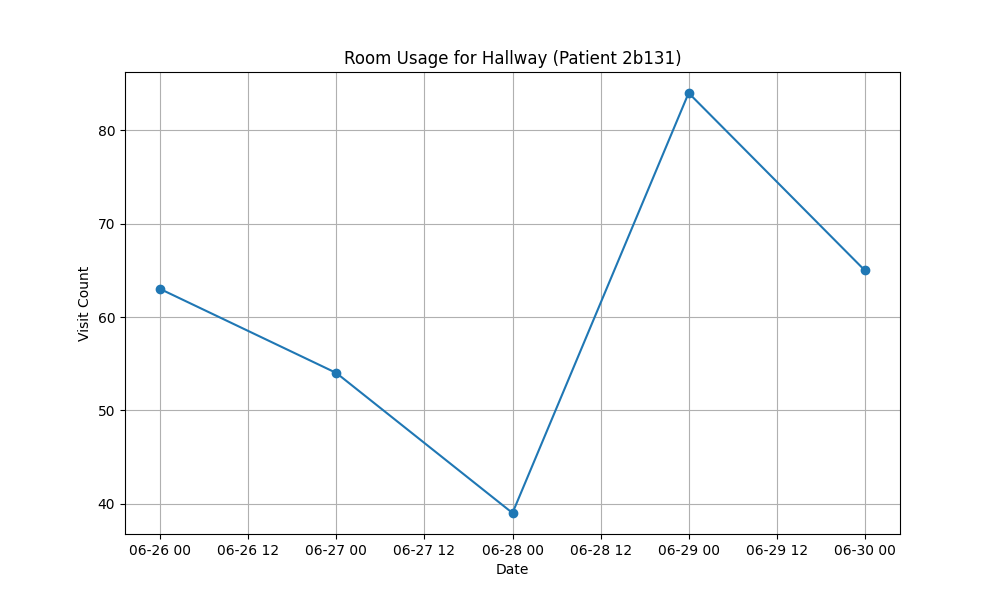 Room Usage for Hallway (Patient 2b131)
Visit Count
80
70
60
50
40
06-26 00 06-26 12 06-27 00 06-27 12 06-28 00 06-28 12 06-29 00 06-29 12 06-30 00
Date